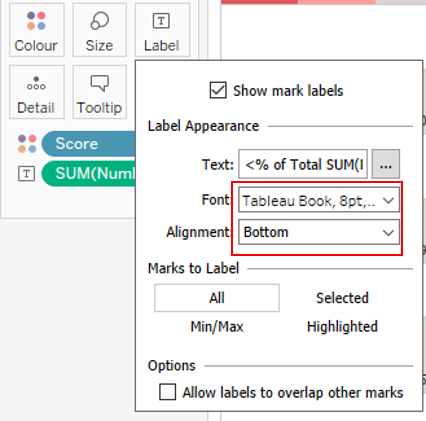 Colour Size Label
Detail Tooltip
Score
SUM(Numl
Show mark labels
Label Appearance
Text: <% of Total SUM(I ...
Font: Tableau Book, 8pt,..
Alignment: Bottom
Marks to Label
All Selected
Min/Max Highlighted
Options
Allow labels to overlap other marks